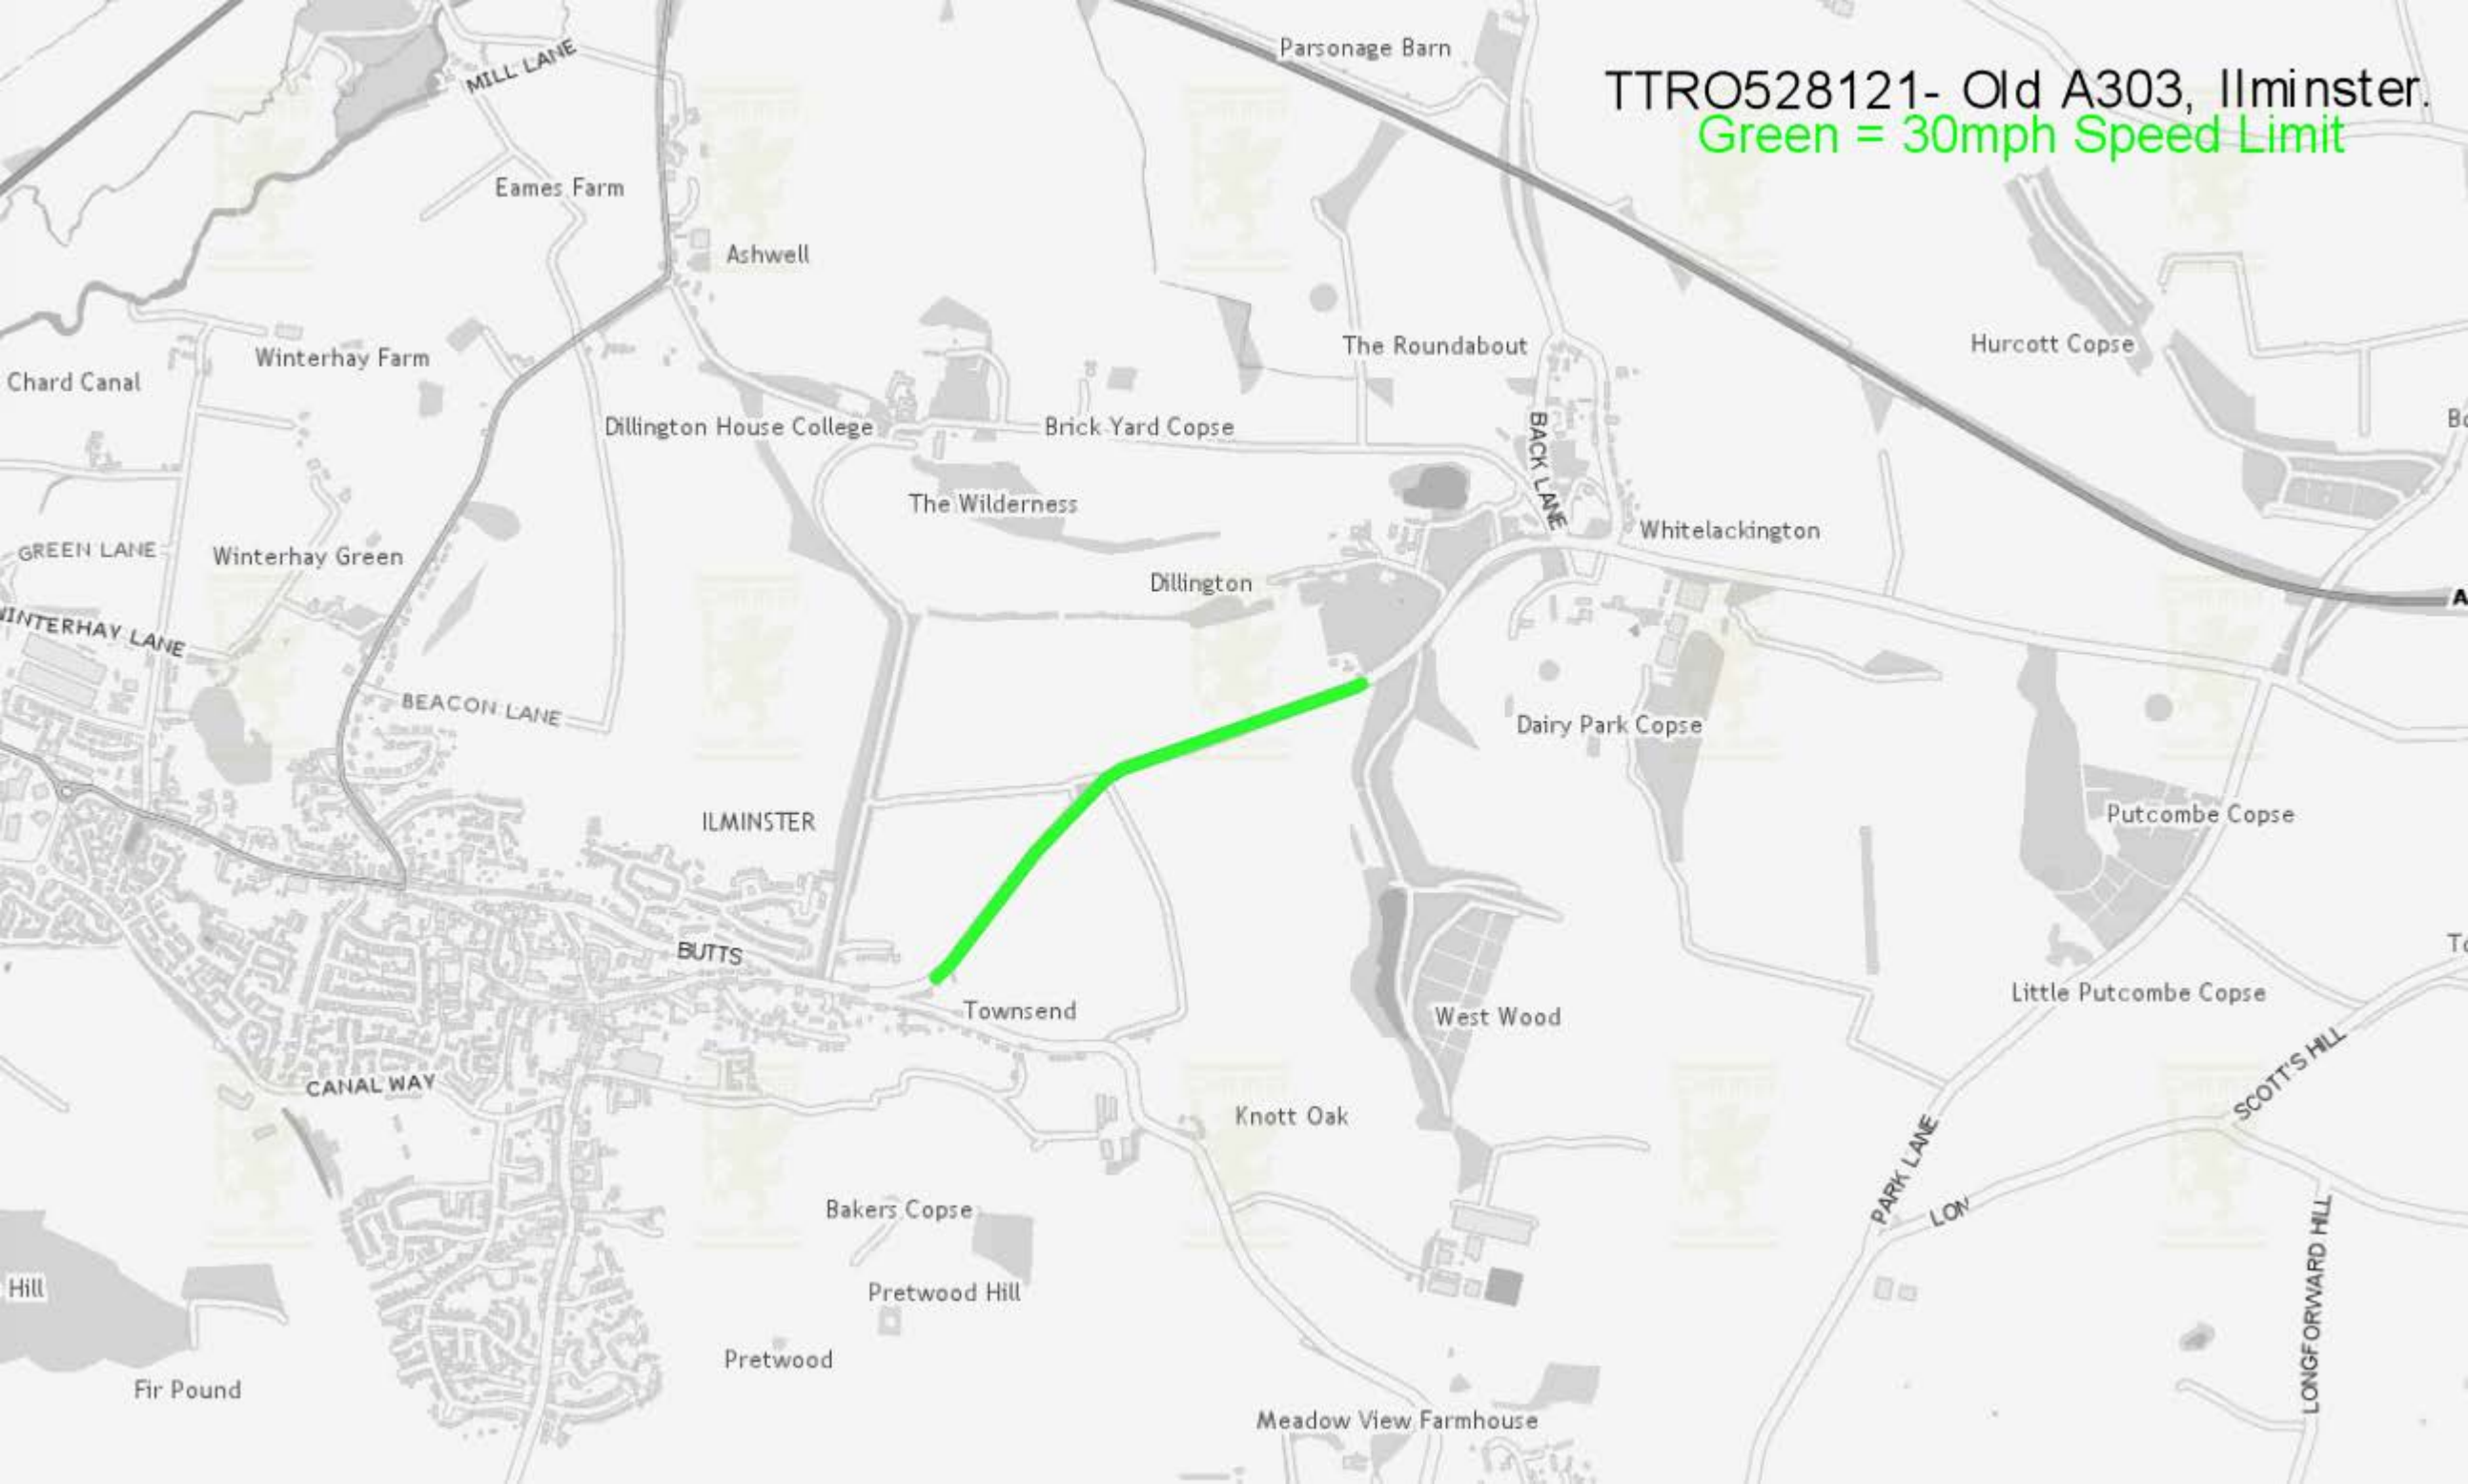 Parsonage Barn
TTRO528121- Old A303, Ilminster.
Green = 30mph Speed Limit
MILL LANE
Eames Farm
Ashwell
The Roundabout
Hurcott Copse
Winterhay Farm
Chard Canal
Dillington House College
Brick Yard Copse
BACK LANE
The Wilderness
Whitelackington
GREEN LANE
Winterhay Green
Dillington
A
WINTERHAY LANE
BEACON LANE
Dairy Park Copse
ILMINSTER
Putcombe Copse
BUTTS
Townsend
West Wood
Little Putcombe Copse
SCOTT'S HILL
CANAL WAY
Knott Oak
PARK LANE
LON
Bakers Copse
LONGFORWARD HILL
Hill
Pretwood Hill
Pretwood
Fir Pound
Meadow View Farmhouse